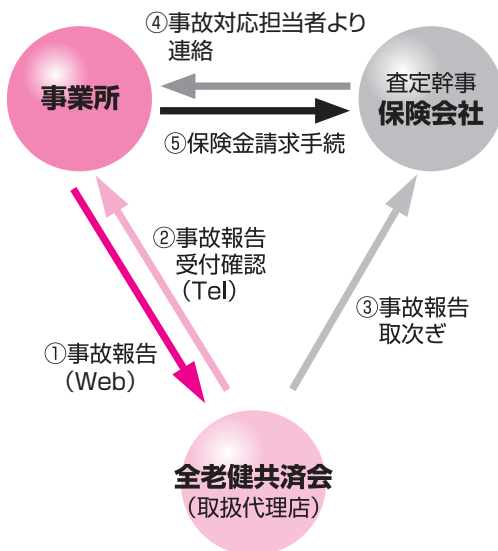 ④事故対応担当者より
連絡
事業所
査定幹事
保険会社
⑤保険金請求手続
②事故報告
受付確認
（Tel）
③事故報告
取次ぎ
①事故報告
（Web）
全老健共済会
（取扱代理店）